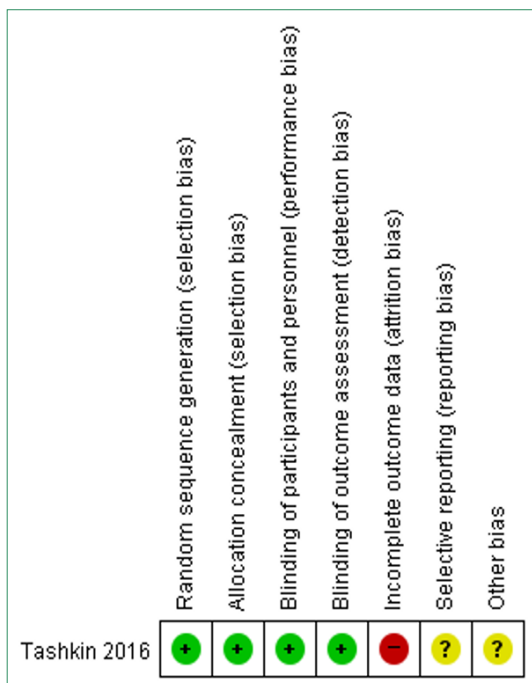 Random sequence generation (selection bias)
Allocation concealment (selection bias)
Blinding of participants and personnel (performance bias)
Blinding of outcome assessment (detection bias)
Incomplete outcome data (attrition bias)
Selective reporting (reporting bias)
Other bias
Tashkin 2016 + + + + – ? ?